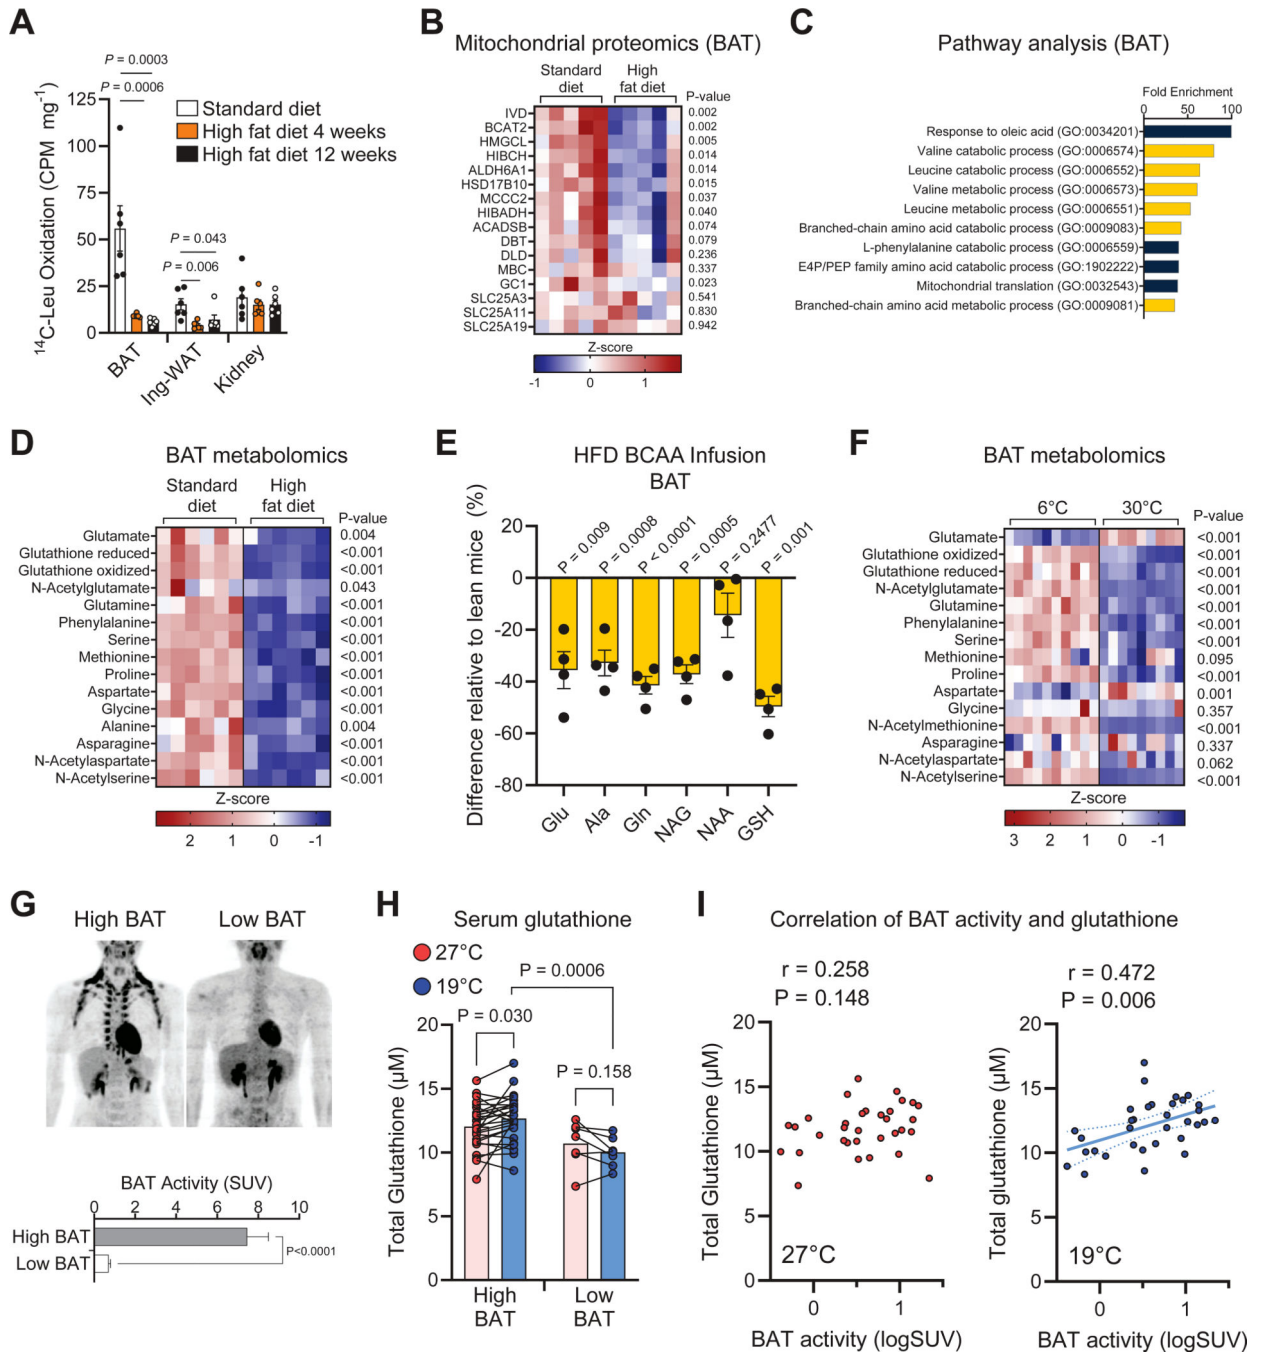 A
P = 0.0003
P = 0.0006
Standard diet
High fat diet 4 weeks
High fat diet 12 weeks
125
100
75
50
25
0
¹⁴C-Leu Oxidation (CPM mg⁻¹)
P = 0.043
P = 0.006
BAT
Ing-WAT
Kidney
B
Mitochondrial proteomics (BAT)
Standard diet
High fat diet
P-value
IVD 0.002
BCAT2 0.002
HMGCL 0.005
HIBCH 0.014
ALDH6A1 0.014
HSD17B10 0.015
MCCC2 0.037
HIBADH 0.040
ACADSB 0.074
DBT 0.079
DLD 0.236
MBC 0.337
GC1 0.023
SLC25A3 0.541
SLC25A11 0.830
SLC25A19 0.942
Z-score
-1 0 1
C
Pathway analysis (BAT)
Fold Enrichment
0 50 100
Response to oleic acid (GO:0034201)
Valine catabolic process (GO:0006574)
Leucine catabolic process (GO:0006552)
Valine metabolic process (GO:0006573)
Leucine metabolic process (GO:0006551)
Branched-chain amino acid catabolic process (GO:0009083)
L-phenylalanine catabolic process (GO:0006559)
E4P/PEP family amino acid catabolic process (GO:1902222)
Mitochondrial translation (GO:0032543)
Branched-chain amino acid metabolic process (GO:0009081)
D
BAT metabolomics
Standard diet
High fat diet
P-value
Glutamate 0.004
Glutathione reduced <0.001
Glutathione oxidized <0.001
N-Acetylglutamate 0.043
Glutamine <0.001
Phenylalanine <0.001
Serine <0.001
Methionine <0.001
Proline <0.001
Aspartate <0.001
Glycine <0.001
Alanine 0.004
Asparagine <0.001
N-Acetylaspartate <0.001
N-Acetylserine <0.001
Z-score
2 1 0 -1
E
HFD BCAA Infusion
BAT
Difference relative to lean mice (%)
20
0
-20
-40
-60
-80
P = 0.009
P = 0.0008
P < 0.0001
P = 0.0005
P = 0.2477
P = 0.001
Glu
Ala
Gln
NAG
NAA
GSH
F
BAT metabolomics
6°C 30°C
P-value
Glutamate <0.001
Glutathione oxidized <0.001
Glutathione reduced <0.001
N-Acetylglutamate <0.001
Glutamine <0.001
Phenylalanine <0.001
Serine <0.001
Methionine 0.095
Proline <0.001
Aspartate 0.001
Glycine 0.357
N-Acetylmethionine <0.001
Asparagine 0.337
N-Acetylaspartate 0.062
N-Acetylserine <0.001
Z-score
3 2 1 0 -1
G
High BAT
Low BAT
BAT Activity (SUV)
0 2 4 6 8 10
High BAT
Low BAT
P<0.0001
H
Serum glutathione
27°C
19°C
P = 0.0006
P = 0.030
P = 0.158
Total Glutathione (µM)
20
15
10
5
0
High BAT
Low BAT
I
Correlation of BAT activity and glutathione
r = 0.258
P = 0.148
Total Glutathione (µM)
20
15
10
5
0
27°C
0 1
BAT activity (logSUV)
r = 0.472
P = 0.006
Total glutathione (µM)
20
15
10
5
0
19°C
0 1
BAT activity (logSUV)